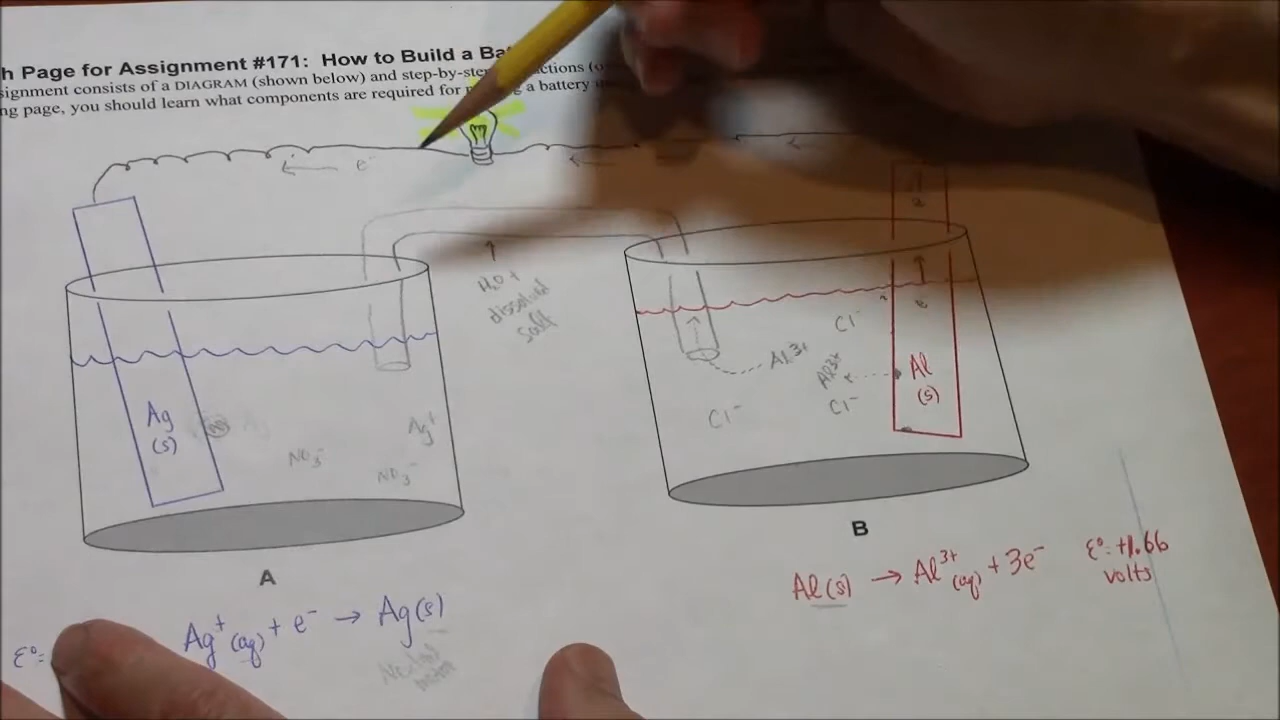 h Page for Assignment #171: How to Build a Ba
signment consists of a DIAGRAM (shown below) and step-by-ste
ng page, you should learn what components are required for
a battery
e⁻
H₂O +
dissolved
salt
e
Cl⁻
Al³⁺
Al³⁺
Cl⁻
Cl⁻
Al
(s)
Ag
(s)
Ag⁺
NO₃⁻
NO₃⁻
B
A
Al(s) → Al³⁺(aq) + 3e⁻
ε°= +1.66
volts
Ag⁺(aq) + e⁻ → Ag(s)
ε°=